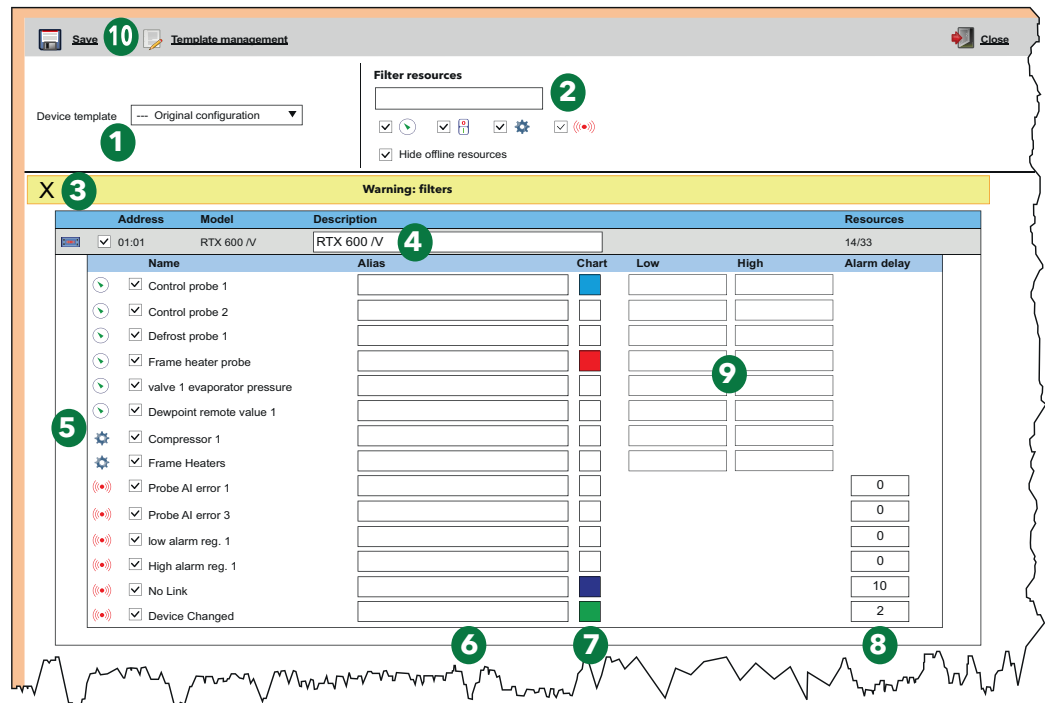 Save 10 Template management Close
Filter resources
2
Device template --- Original configuration
1
Hide offline resources
X 3 Warning: filters
Address Model Description Resources
01:01 RTX 600 /V RTX 600 /V 4 14/33
Name Alias Chart Low High Alarm delay
Control probe 1
Control probe 2
Defrost probe 1
Frame heater probe
9
valve 1 evaporator pressure
Dewpoint remote value 1
5
Compressor 1
Frame Heaters
Probe AI error 1 0
Probe AI error 3 0
low alarm reg. 1 0
High alarm reg. 1 0
No Link 10
Device Changed 2
6 7 8